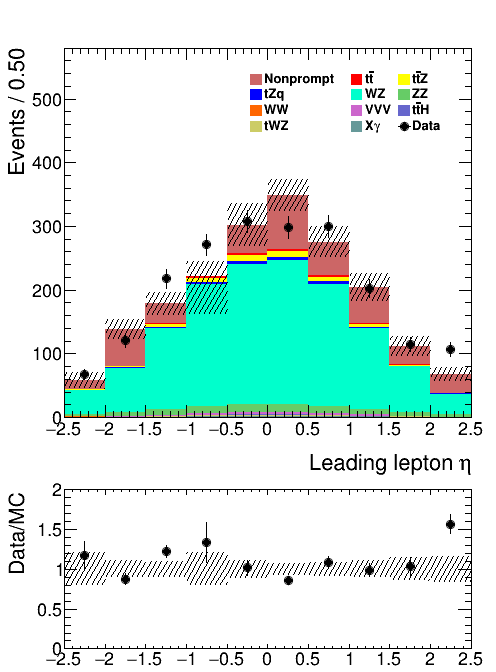 Events / 0.50
500
400
300
200
100
0
Nonprompt
tt̄
tt̄Z
tZq
WZ
ZZ
WW
VVV
tt̄H
tWZ
Xγ
Data
−2.5 −2 −1.5 −1 −0.5 0 0.5 1 1.5 2 2.5
Leading lepton η
Data/MC
2
1.5
1
0.5
0
−2.5 −2 −1.5 −1 −0.5 0 0.5 1 1.5 2 2.5